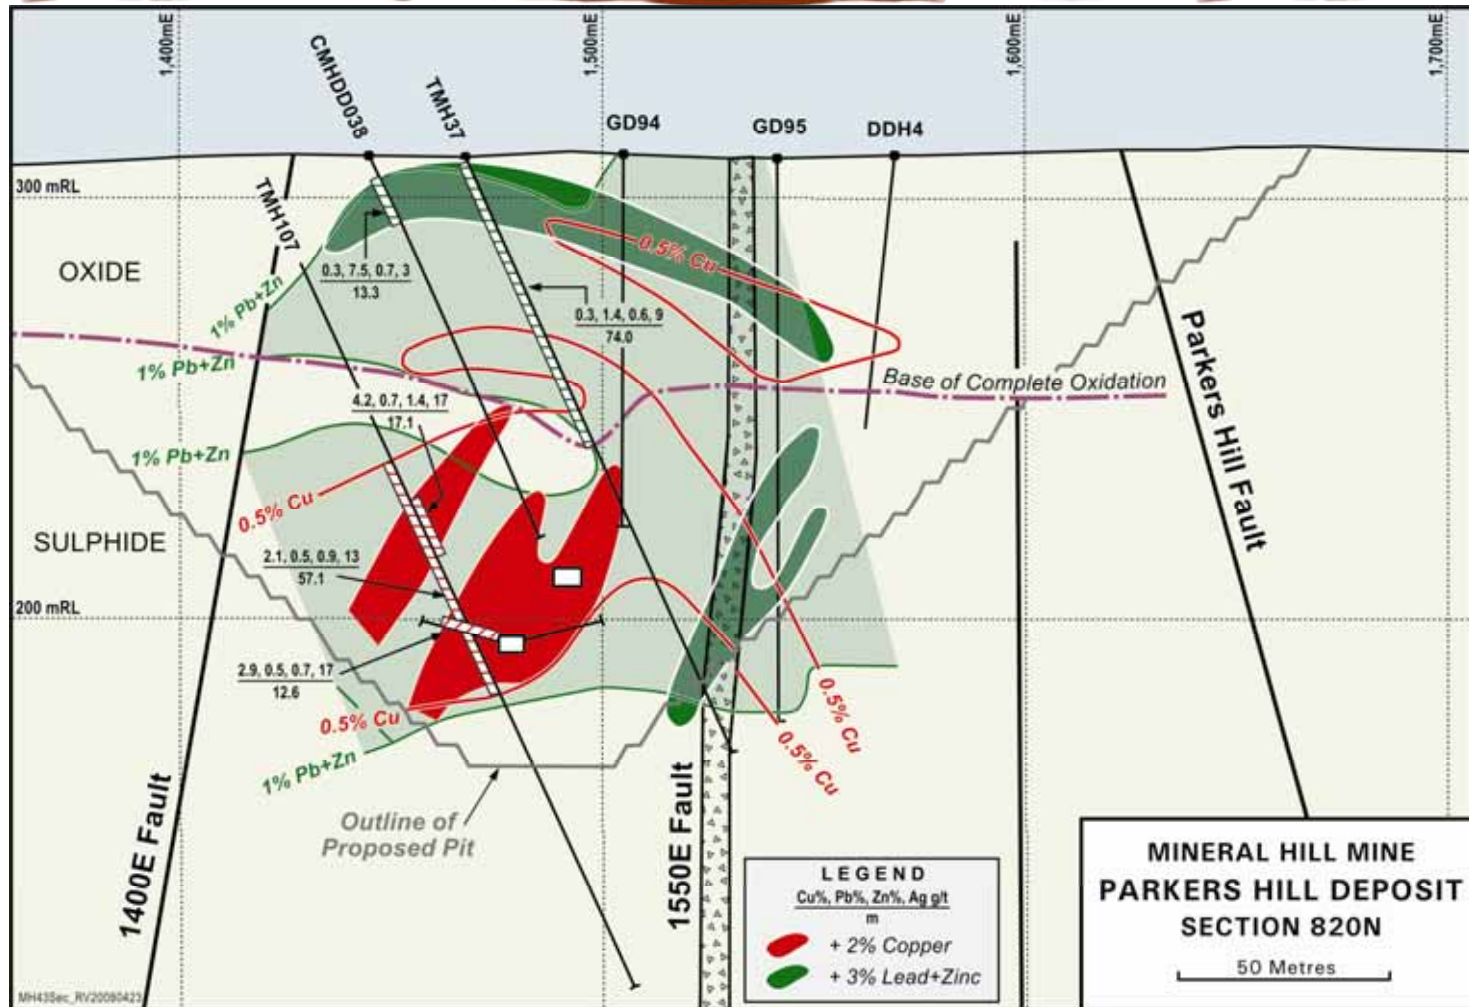 1,400mE
1,500mE
1,600mE
1,700mE
CMHDD038
TMH37
GD94
GD95
DDH4
300 mRL
TMH107
OXIDE
0.5% Cu
0.3, 7.5, 0.7, 3
13.3
1% Pb+Zn
0.3, 1.4, 0.6, 9
74.0
1% Pb+Zn
Base of Complete Oxidation
Parkers Hill Fault
4.2, 0.7, 1.4, 17
17.1
1% Pb+Zn
0.5% Cu
SULPHIDE
2.1, 0.5, 0.9, 13
57.1
200 mRL
2.9, 0.5, 0.7, 17
12.6
0.5% Cu
0.5% Cu
0.5% Cu
1% Pb+Zn
1400E Fault
Outline of
Proposed Pit
1550E Fault
LEGEND
Cu%, Pb%, Zn%, Ag g/t
m
+ 2% Copper
+ 3% Lead+Zinc
MINERAL HILL MINE
PARKERS HILL DEPOSIT
SECTION 820N
50 Metres
MH43Sec_RV20080423